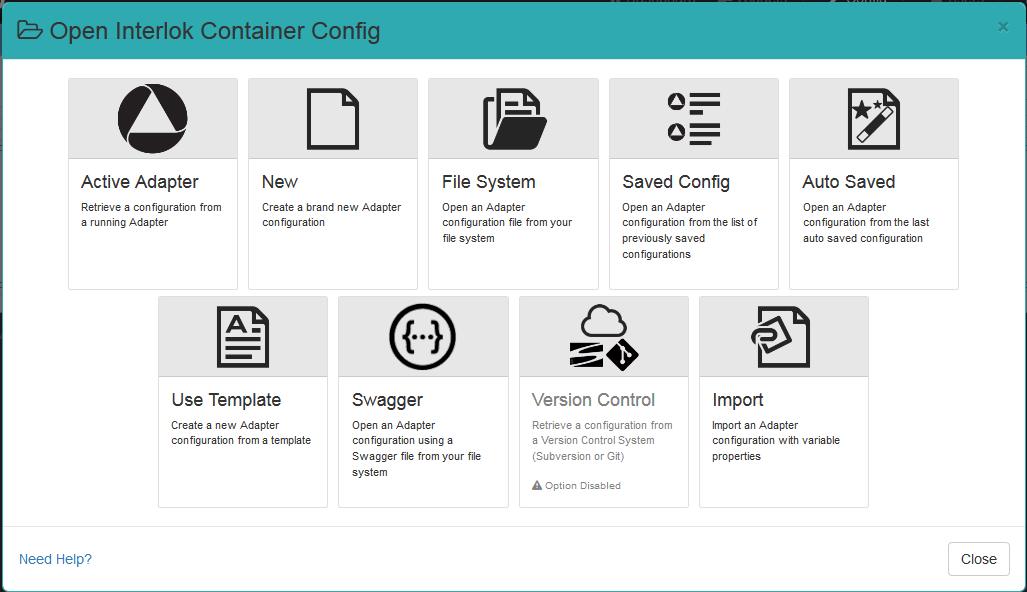 Open Interlok Container Config
×
Active Adapter
Retrieve a configuration from
a running Adapter
New
Create a brand new Adapter
configuration
File System
Open an Adapter
configuration file from your
file system
Saved Config
Open an Adapter
configuration from the list of
previously saved
configurations
Auto Saved
Open an Adapter
configuration from the last
auto saved configuration
A
Use Template
Create a new Adapter
configuration from a template
{···}
Swagger
Open an Adapter
configuration using a
Swagger file from your file
system
Version Control
Retrieve a configuration from
a Version Control System
(Subversion or Git)
Option Disabled
Import
Import an Adapter
configuration with variable
properties
Need Help?
Close